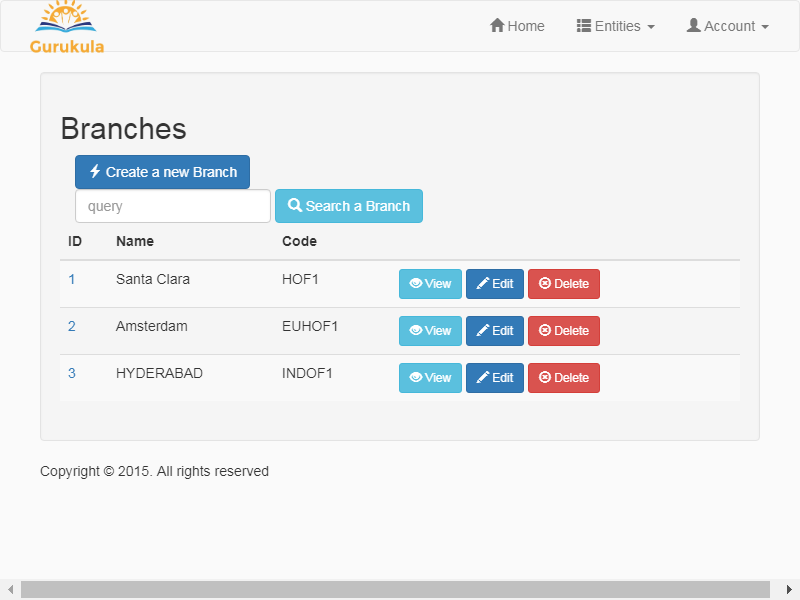 Gurukula
Home Entities Account
Branches
Create a new Branch
query Search a Branch
ID Name Code
1 Santa Clara HOF1 View Edit Delete
2 Amsterdam EUHOF1 View Edit Delete
3 HYDERABAD INDOF1 View Edit Delete
Copyright © 2015. All rights reserved